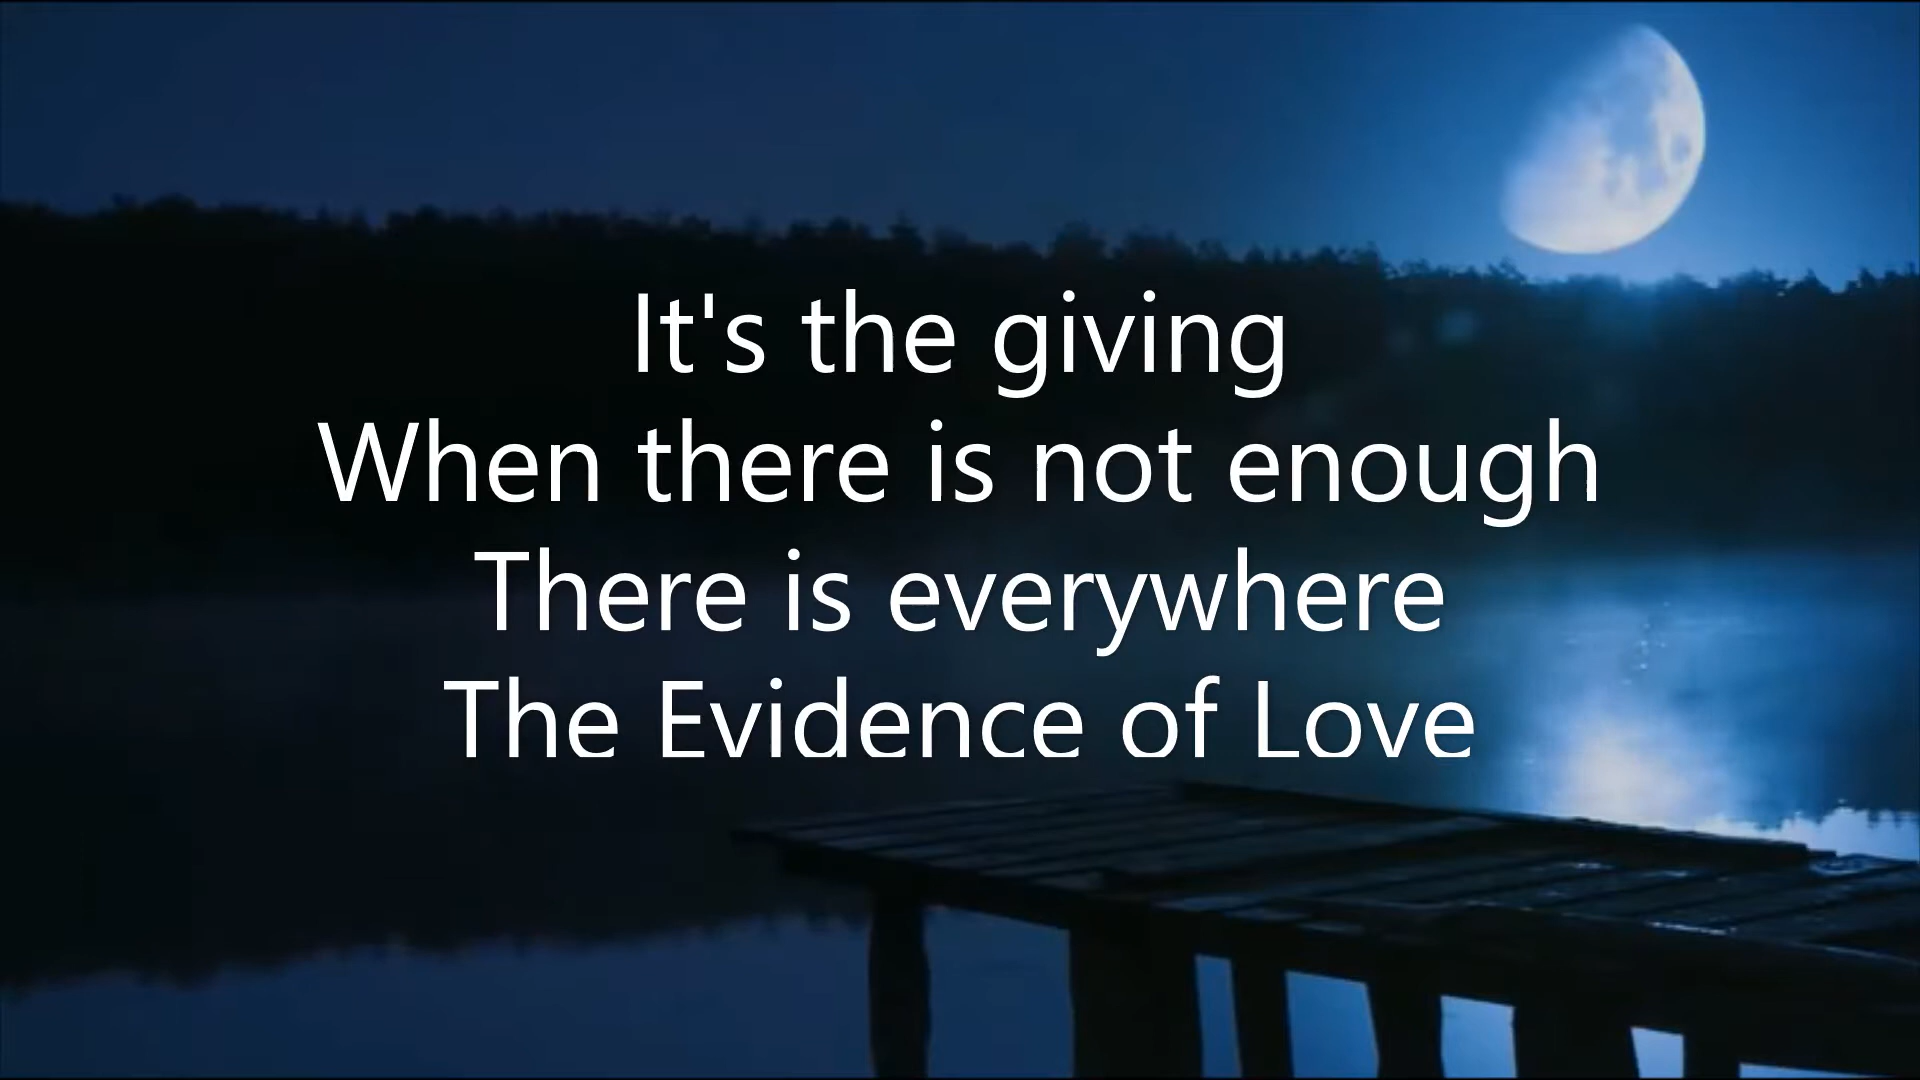 It's the giving
When there is not enough
There is everywhere
The Evidence of Love